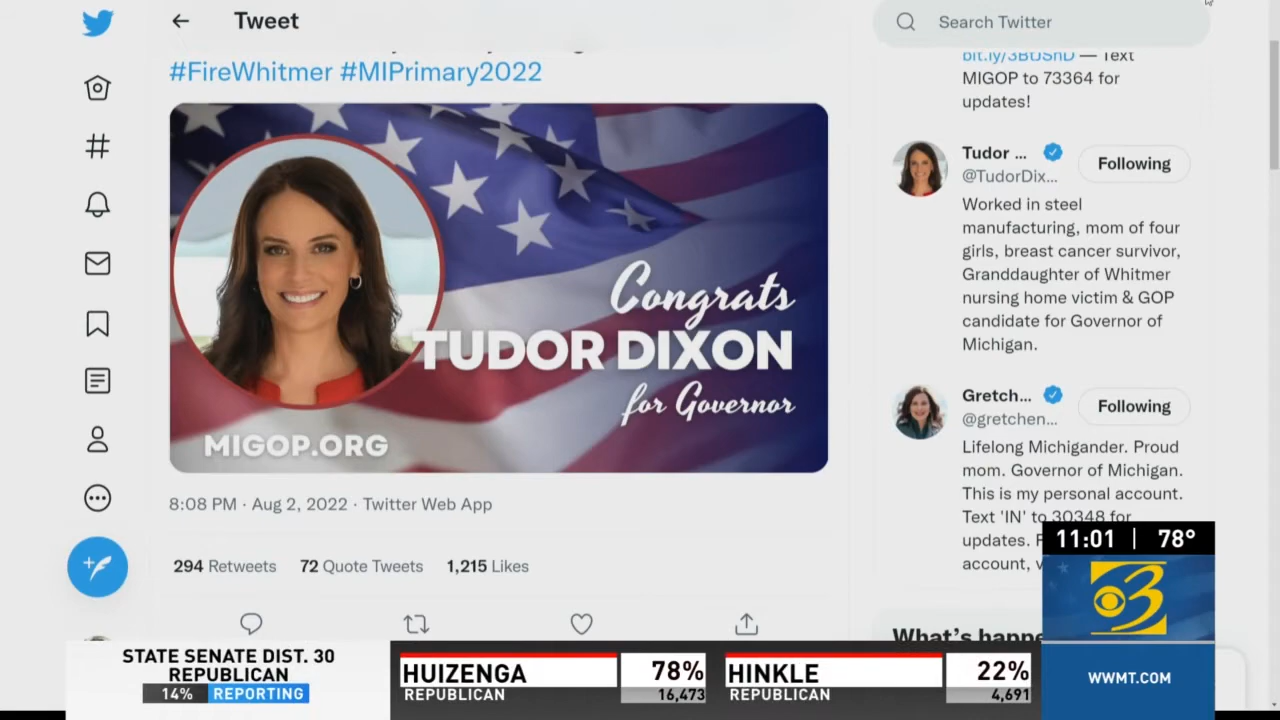 Tweet
Search Twitter
#FireWhitmer #MIPrimary2022
Congrats
TUDOR DIXON
for Governor
MIGOP.ORG
8:08 PM · Aug 2, 2022 · Twitter Web App
294 Retweets 72 Quote Tweets 1,215 Likes
— Text
MIGOP to 73364 for
updates!
Tudor ...
@TudorDix...
Following
Worked in steel
manufacturing, mom of four
girls, breast cancer survivor,
Granddaughter of Whitmer
nursing home victim & GOP
candidate for Governor of
Michigan.
Gretch...
@gretchen...
Following
Lifelong Michigander. Proud
mom. Governor of Michigan.
This is my personal account.
Text 'IN' to 30348 for
updates.
account,
What's happe
11:01 | 78°
3
WWMT.COM
STATE SENATE DIST. 30
REPUBLICAN
14% REPORTING
HUIZENGA 78%
REPUBLICAN 16,473
HINKLE 22%
REPUBLICAN 4,691